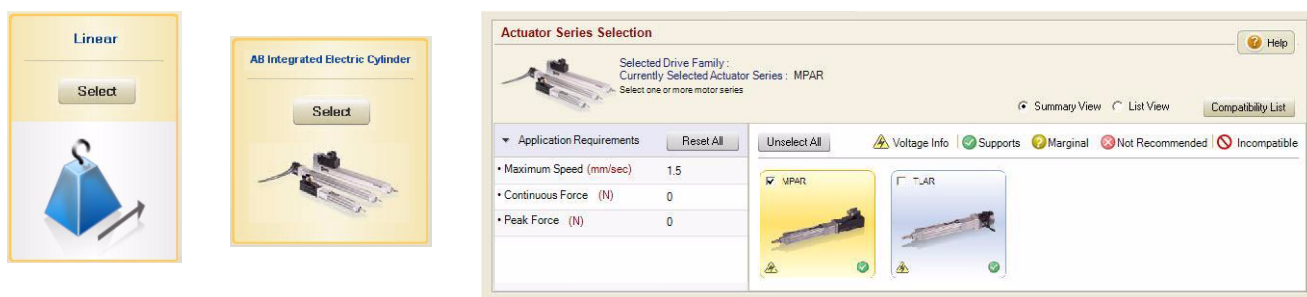 Linear
Select
AB Integrated Electric Cylinder
Select
Actuator Series Selection
Help
Selected Drive Family :
Currently Selected Actuator Series : MPAR
Select one or more motor series
Summary View List View Compatibility List
Application Requirements Reset All
Unselect All Voltage Info Supports Marginal Not Recommended Incompatible
• Maximum Speed (mm/sec) 1.5
• Continuous Force (N) 0
• Peak Force (N) 0
MPAR
TLAR